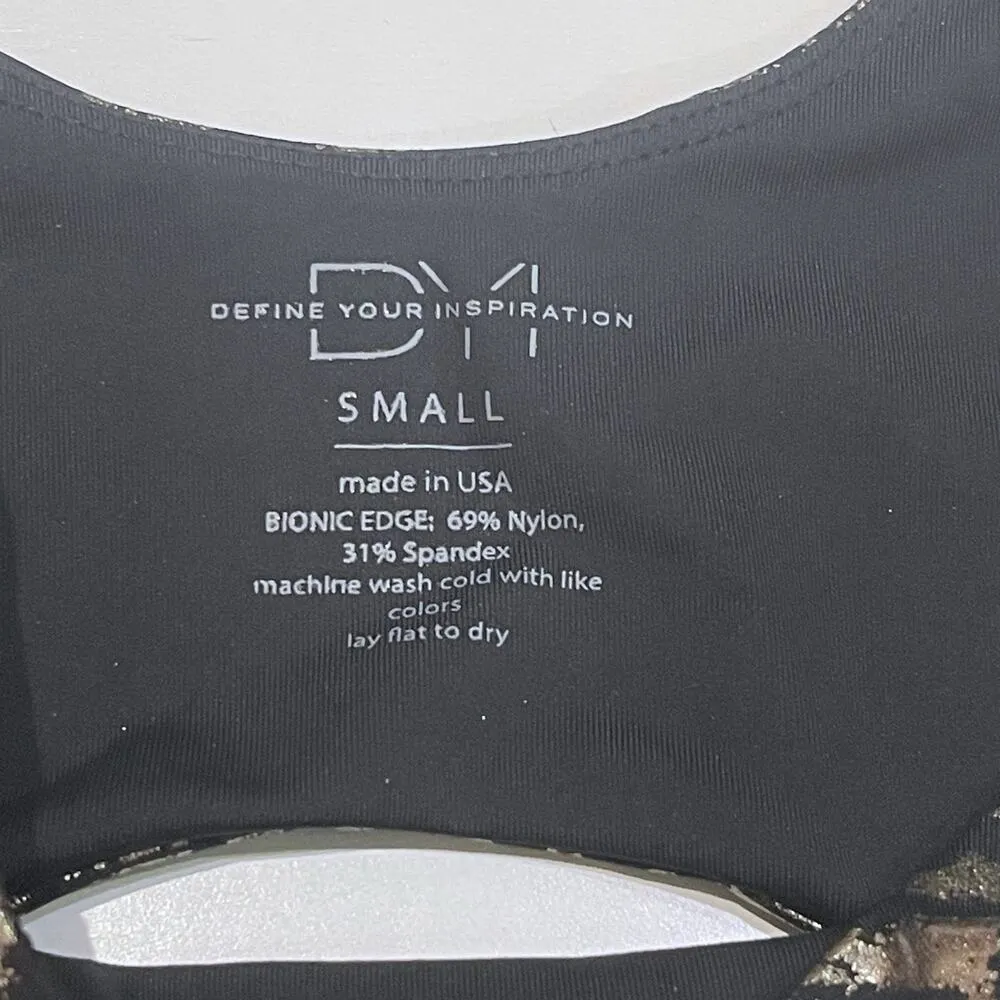 DYI
DEFINE YOUR INSPIRATION
SMALL
made in USA
BIONIC EDGE: 69% Nylon,
31% Spandex
machine wash cold with like
colors
lay flat to dry